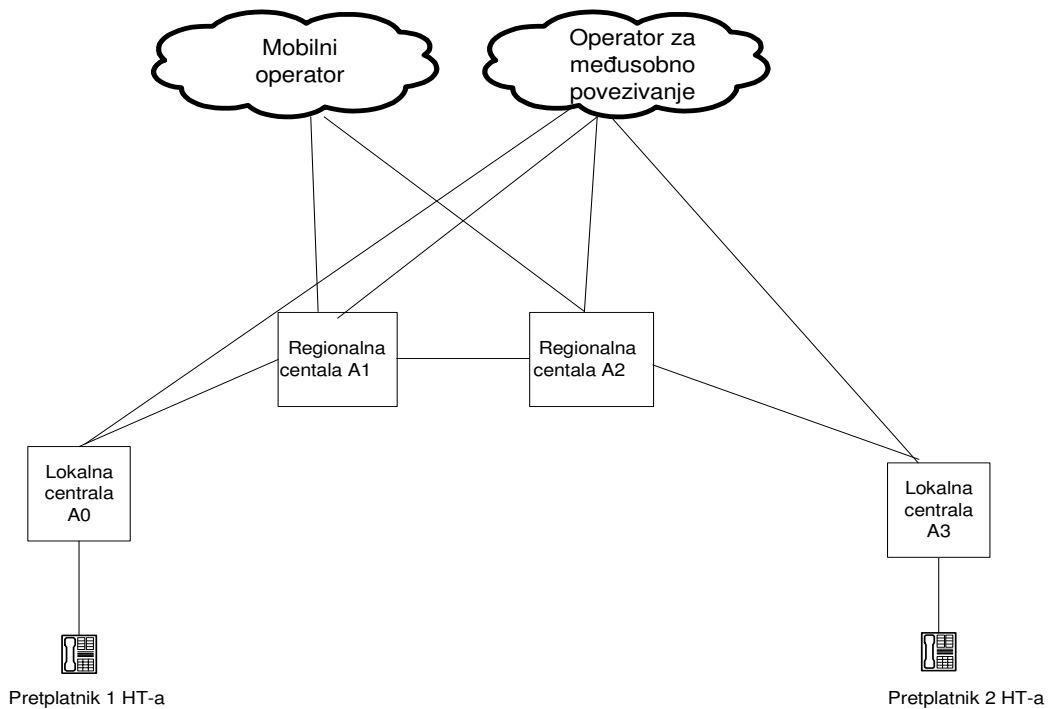 Mobilni
operator
Operator za
međusobno
povezivanje
Regionalna
centala A1
Regionalna
centala A2
Lokalna
centrala
A0
Lokalna
centrala
A3
Pretplatnik 1 HT-a
Pretplatnik 2 HT-a